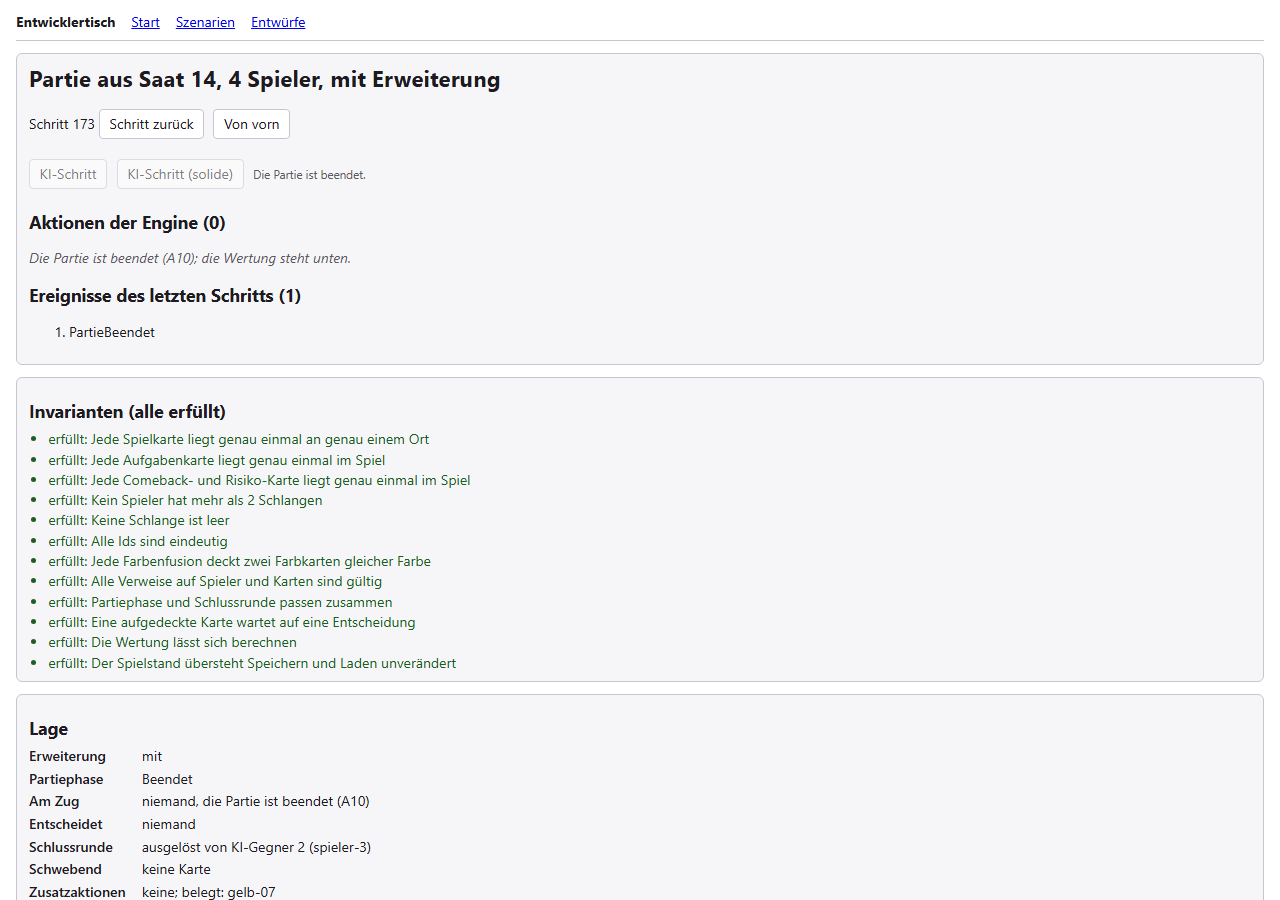 Entwicklertisch Start Szenarien Entwürfe
Partie aus Saat 14, 4 Spieler, mit Erweiterung
Schritt 173 Schritt zurück Von vorn
KI-Schritt KI-Schritt (solide) Die Partie ist beendet.
Aktionen der Engine (0)
Die Partie ist beendet (A10); die Wertung steht unten.
Ereignisse des letzten Schritts (1)
1. PartieBeendet
Invarianten (alle erfüllt)
erfüllt: Jede Spielkarte liegt genau einmal an genau einem Ort
erfüllt: Jede Aufgabenkarte liegt genau einmal im Spiel
erfüllt: Jede Comeback- und Risiko-Karte liegt genau einmal im Spiel
erfüllt: Kein Spieler hat mehr als 2 Schlangen
erfüllt: Keine Schlange ist leer
erfüllt: Alle Ids sind eindeutig
erfüllt: Jede Farbenfusion deckt zwei Farbkarten gleicher Farbe
erfüllt: Alle Verweise auf Spieler und Karten sind gültig
erfüllt: Partiephase und Schlussrunde passen zusammen
erfüllt: Eine aufgedeckte Karte wartet auf eine Entscheidung
erfüllt: Die Wertung lässt sich berechnen
erfüllt: Der Spielstand übersteht Speichern und Laden unverändert
Lage
Erweiterung mit
Partiephase Beendet
Am Zug niemand, die Partie ist beendet (A10)
Entscheidet niemand
Schlussrunde ausgelöst von KI-Gegner 2 (spieler-3)
Schwebend keine Karte
Zusatzaktionen keine; belegt: gelb-07